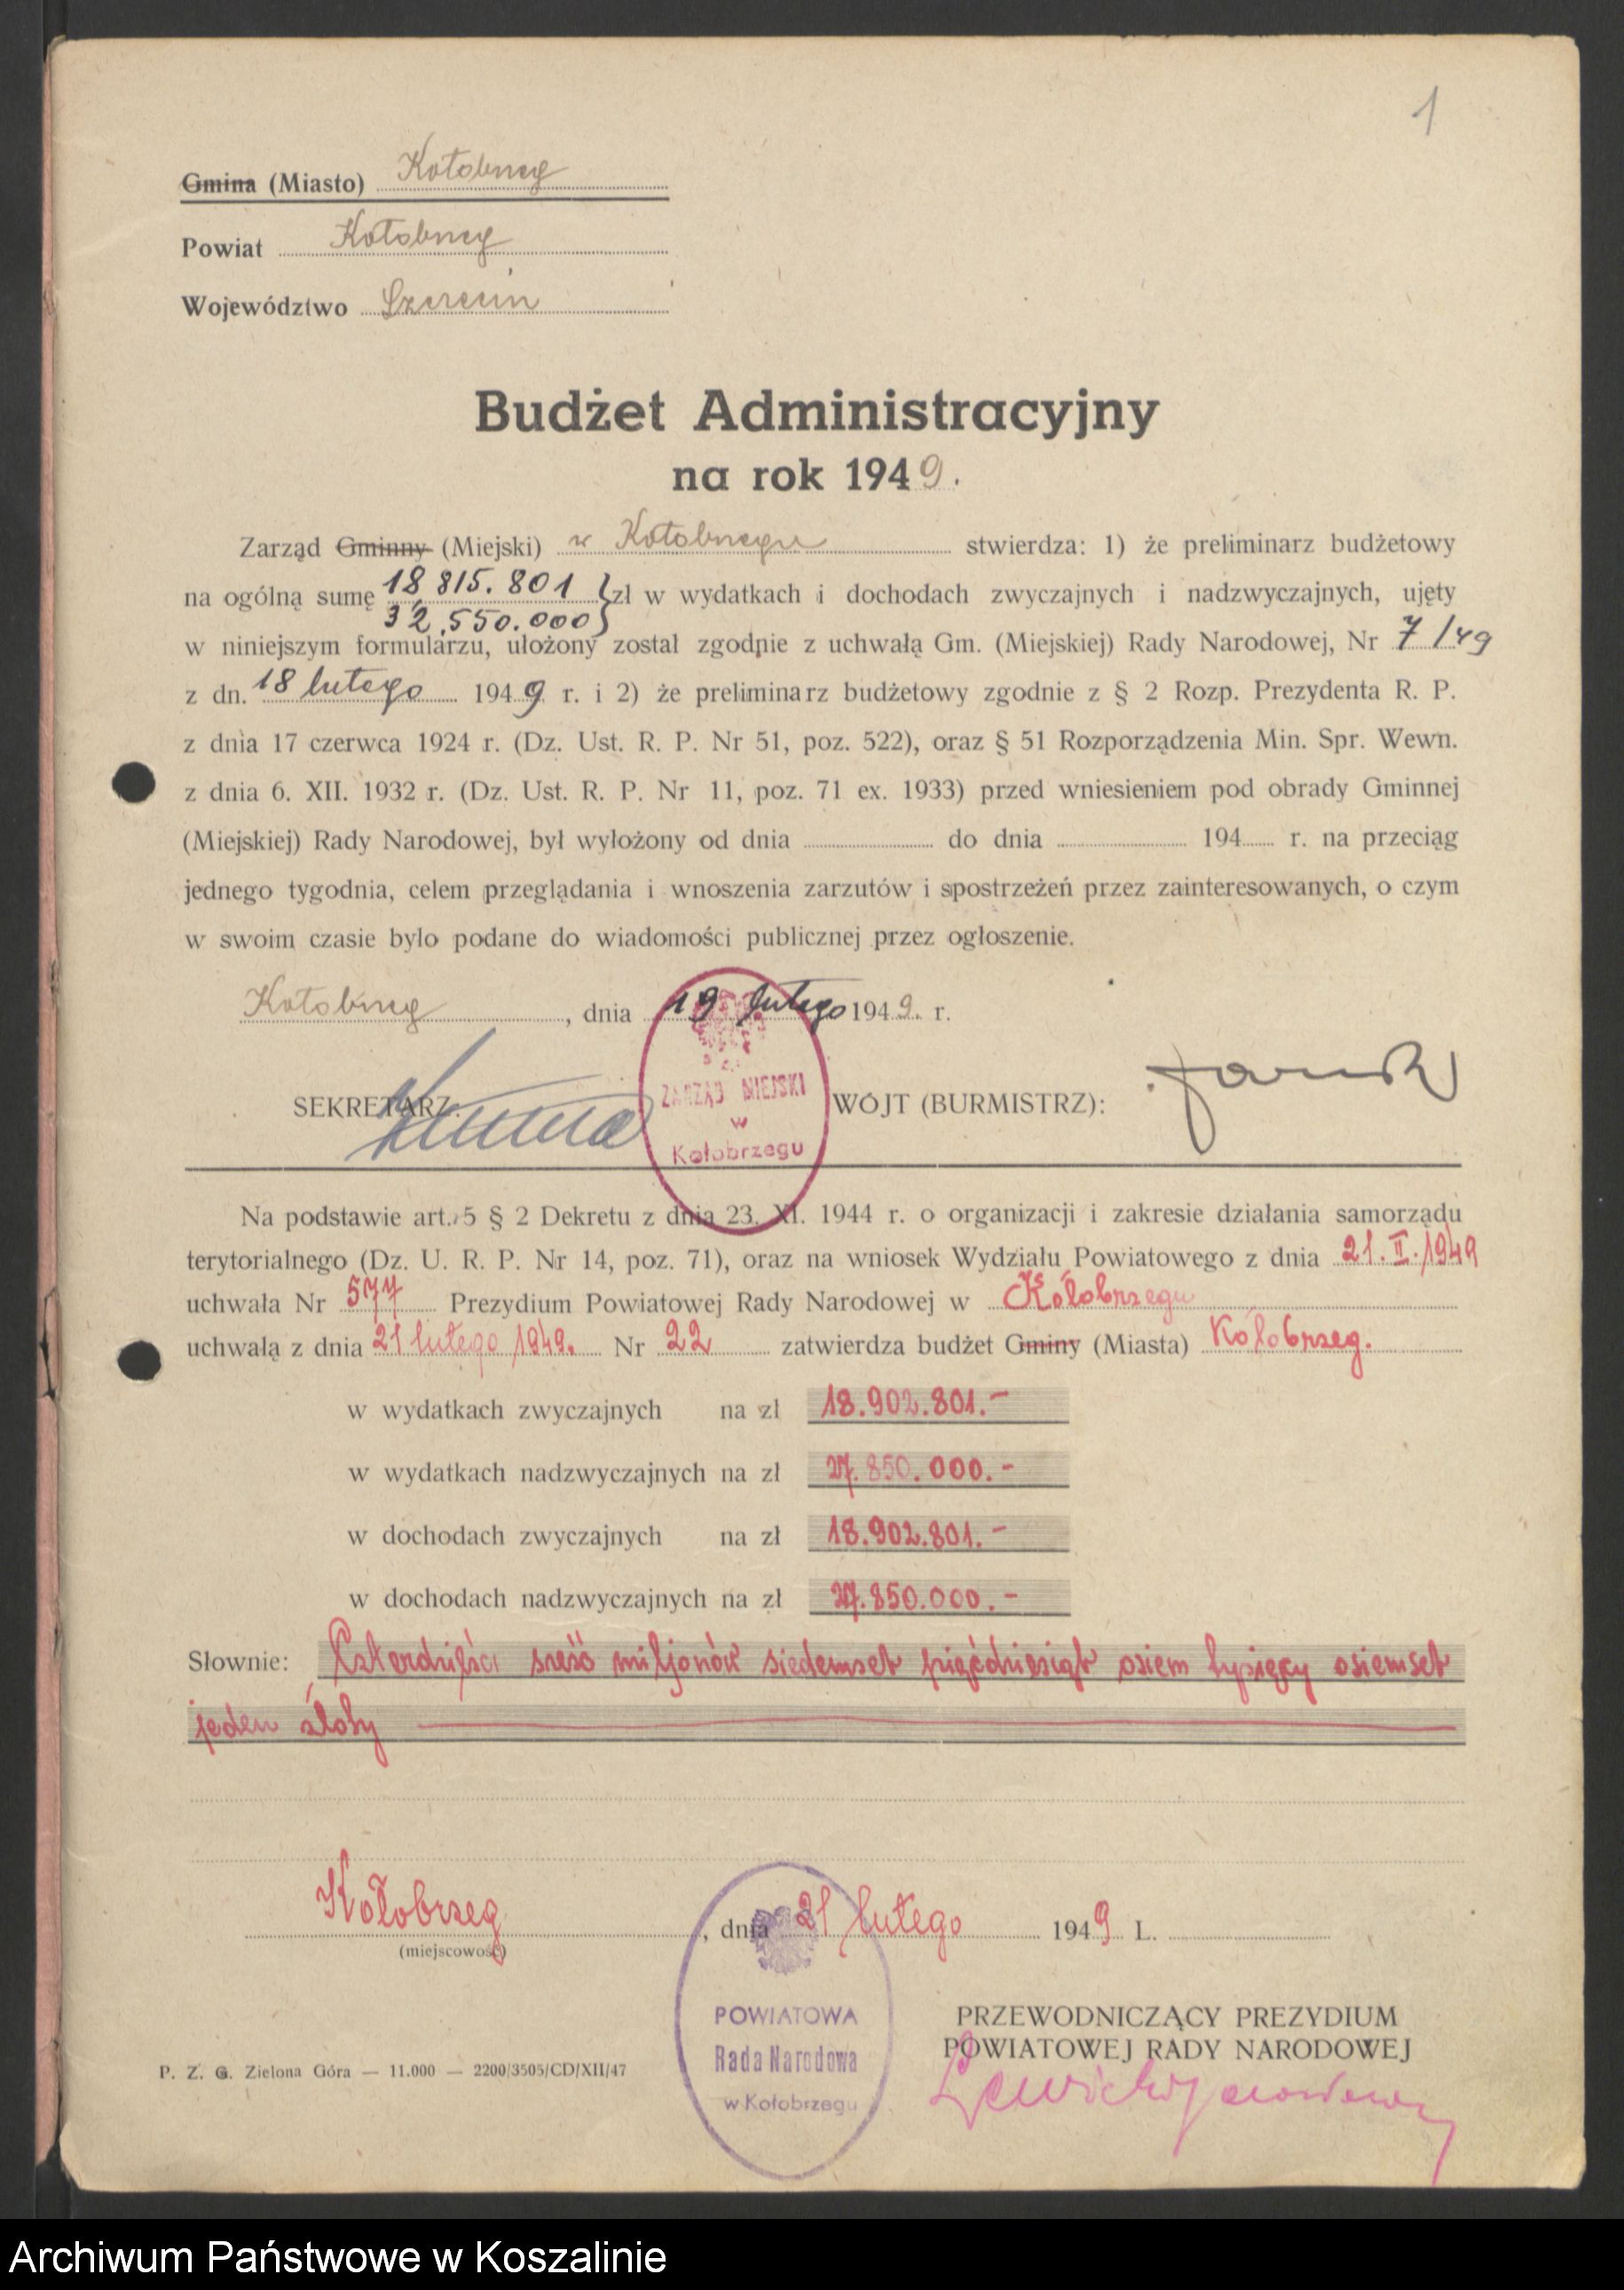 1
Gmina (Miasto) Kołobrzeg
Powiat Kołobrzeg
Województwo Szczecin
Budżet Administracyjny
na rok 1949.
Zarząd Gminny (Miejski) w Kołobrzegu stwierdza: 1) że preliminarz budżetowy
na ogólną sumę 18.815.801 } zł w wydatkach i dochodach zwyczajnych i nadzwyczajnych, ujęty
32.550.000
w niniejszym formularzu, ułożony został zgodnie z uchwałą Gm. (Miejskiej) Rady Narodowej, Nr 7/49
z dn. 18 lutego 1949 r. i 2) że preliminarz budżetowy zgodnie z § 2 Rozp. Prezydenta R. P.
z dnia 17 czerwca 1924 r. (Dz. Ust. R. P. Nr 51, poz. 522), oraz § 51 Rozporządzenia Min. Spr. Wewn.
z dnia 6. XII. 1932 r. (Dz. Ust. R. P. Nr 11, poz. 71 ex. 1933) przed wniesieniem pod obrady Gminnej
(Miejskiej) Rady Narodowej, był wyłożony od dnia do dnia 194 r. na przeciąg
jednego tygodnia, celem przeglądania i wnoszenia zarzutów i spostrzeżeń przez zainteresowanych, o czym
w swoim czasie bylo podane do wiadomości publicznej przez ogłoszenie.
Kołobrzeg, dnia 19 lutego 1949. r.
SEKRETARZ: WÓJT (BURMISTRZ):
ZARZĄD MIEJSKI
w
Kołobrzegu
Na podstawie art. 5 § 2 Dekretu z dnia 23. XI. 1944 r. o organizacji i zakresie działania samorządu
terytorialnego (Dz. U. R. P. Nr 14, poz. 71), oraz na wniosek Wydziału Powiatowego z dnia 21. II. 1949
uchwała Nr 577 Prezydium Powiatowej Rady Narodowej w Kołobrzegu
uchwałą z dnia 21 lutego 1949. Nr 22 zatwierdza budżet Gminy (Miasta) Kołobrzeg.
w wydatkach zwyczajnych na zł 18.902.801.-
w wydatkach nadzwyczajnych na zł 27.850.000.-
w dochodach zwyczajnych na zł 18.902.801.-
w dochodach nadzwyczajnych na zł 27.850.000.-
Słownie: Czterdzieści sześć miljonów siedemset pięćdziesiąt osiem tysięcy osiemset
jeden złoty
Kołobrzeg, dnia 21 lutego 1949 L.
(miejscowość)
POWIATOWA
Rada Narodowa
w Kołobrzegu
PRZEWODNICZĄCY PREZYDIUM
POWIATOWEJ RADY NARODOWEJ
P. Z. G. Zielona Góra — 11.000 — 2200/3505/CD/XII/47
Archiwum Państwowe w Koszalinie